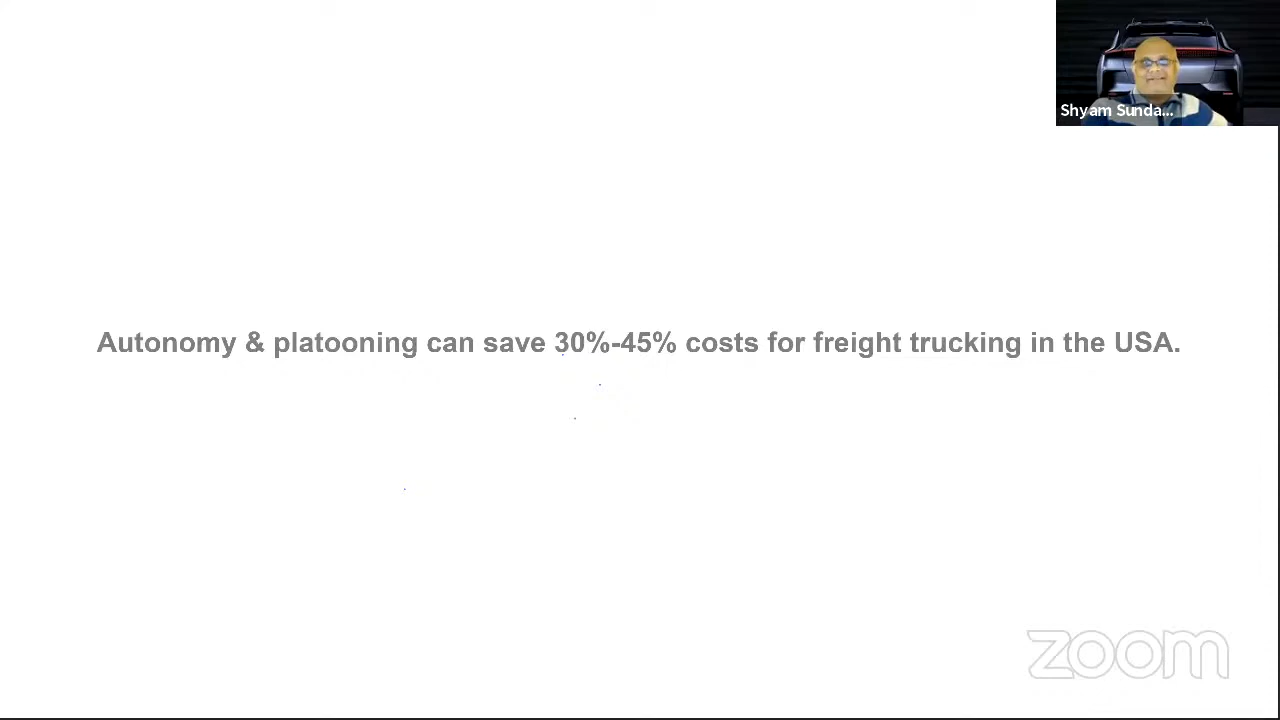 Shyam Sunda...
Autonomy & platooning can save 30%-45% costs for freight trucking in the USA.
zoom